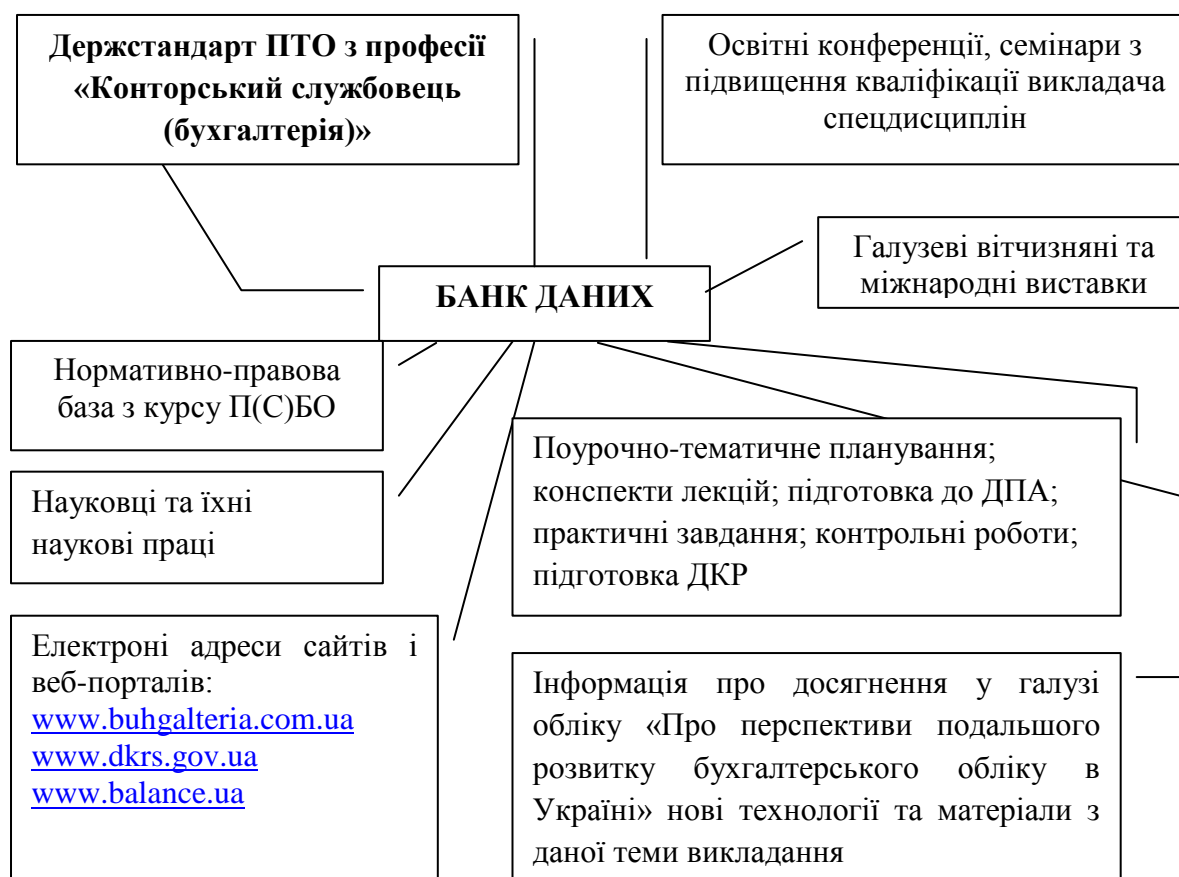 Держстандарт ПТО з професії
«Конторський службовець
(бухгалтерія)»
Освітні конференції, семінари з
підвищення кваліфікації викладача
спецдисциплін
Галузеві вітчизняні та
міжнародні виставки
БАНК ДАНИХ
Нормативно-правова
база з курсу П(С)БО
Науковці та їхні
наукові праці
Поурочно-тематичне планування;
конспекти лекцій; підготовка до ДПА;
практичні завдання; контрольні роботи;
підготовка ДКР
Електроні адреси сайтів і
веб-порталів:
www.buhgalteria.com.ua
www.dkrs.gov.ua
www.balance.ua
Інформація про досягнення у галузі
обліку «Про перспективи подальшого
розвитку бухгалтерського обліку в
Україні» нові технології та матеріали з
даної теми викладання